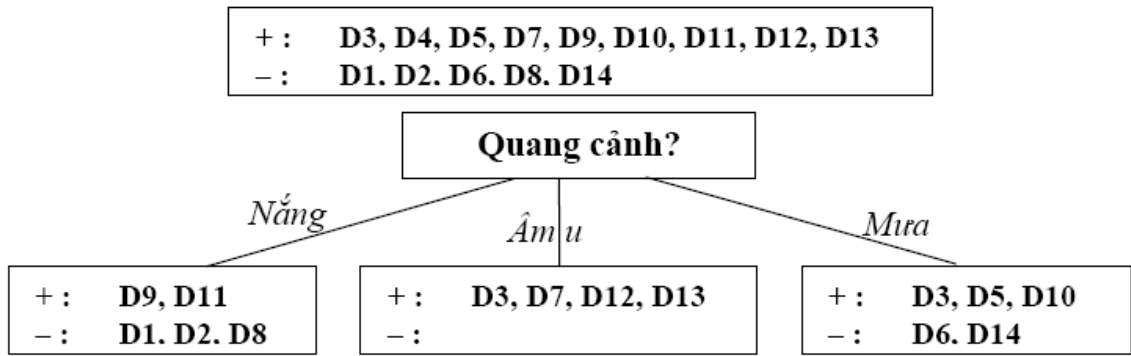 + : D3, D4, D5, D7, D9, D10, D11, D12, D13
– : D1. D2. D6. D8. D14
Quang cảnh?
Nắng
Âm u
Mưa
+ : D9, D11
– : D1. D2. D8
+ : D3, D7, D12, D13
– :
+ : D3, D5, D10
– : D6. D14